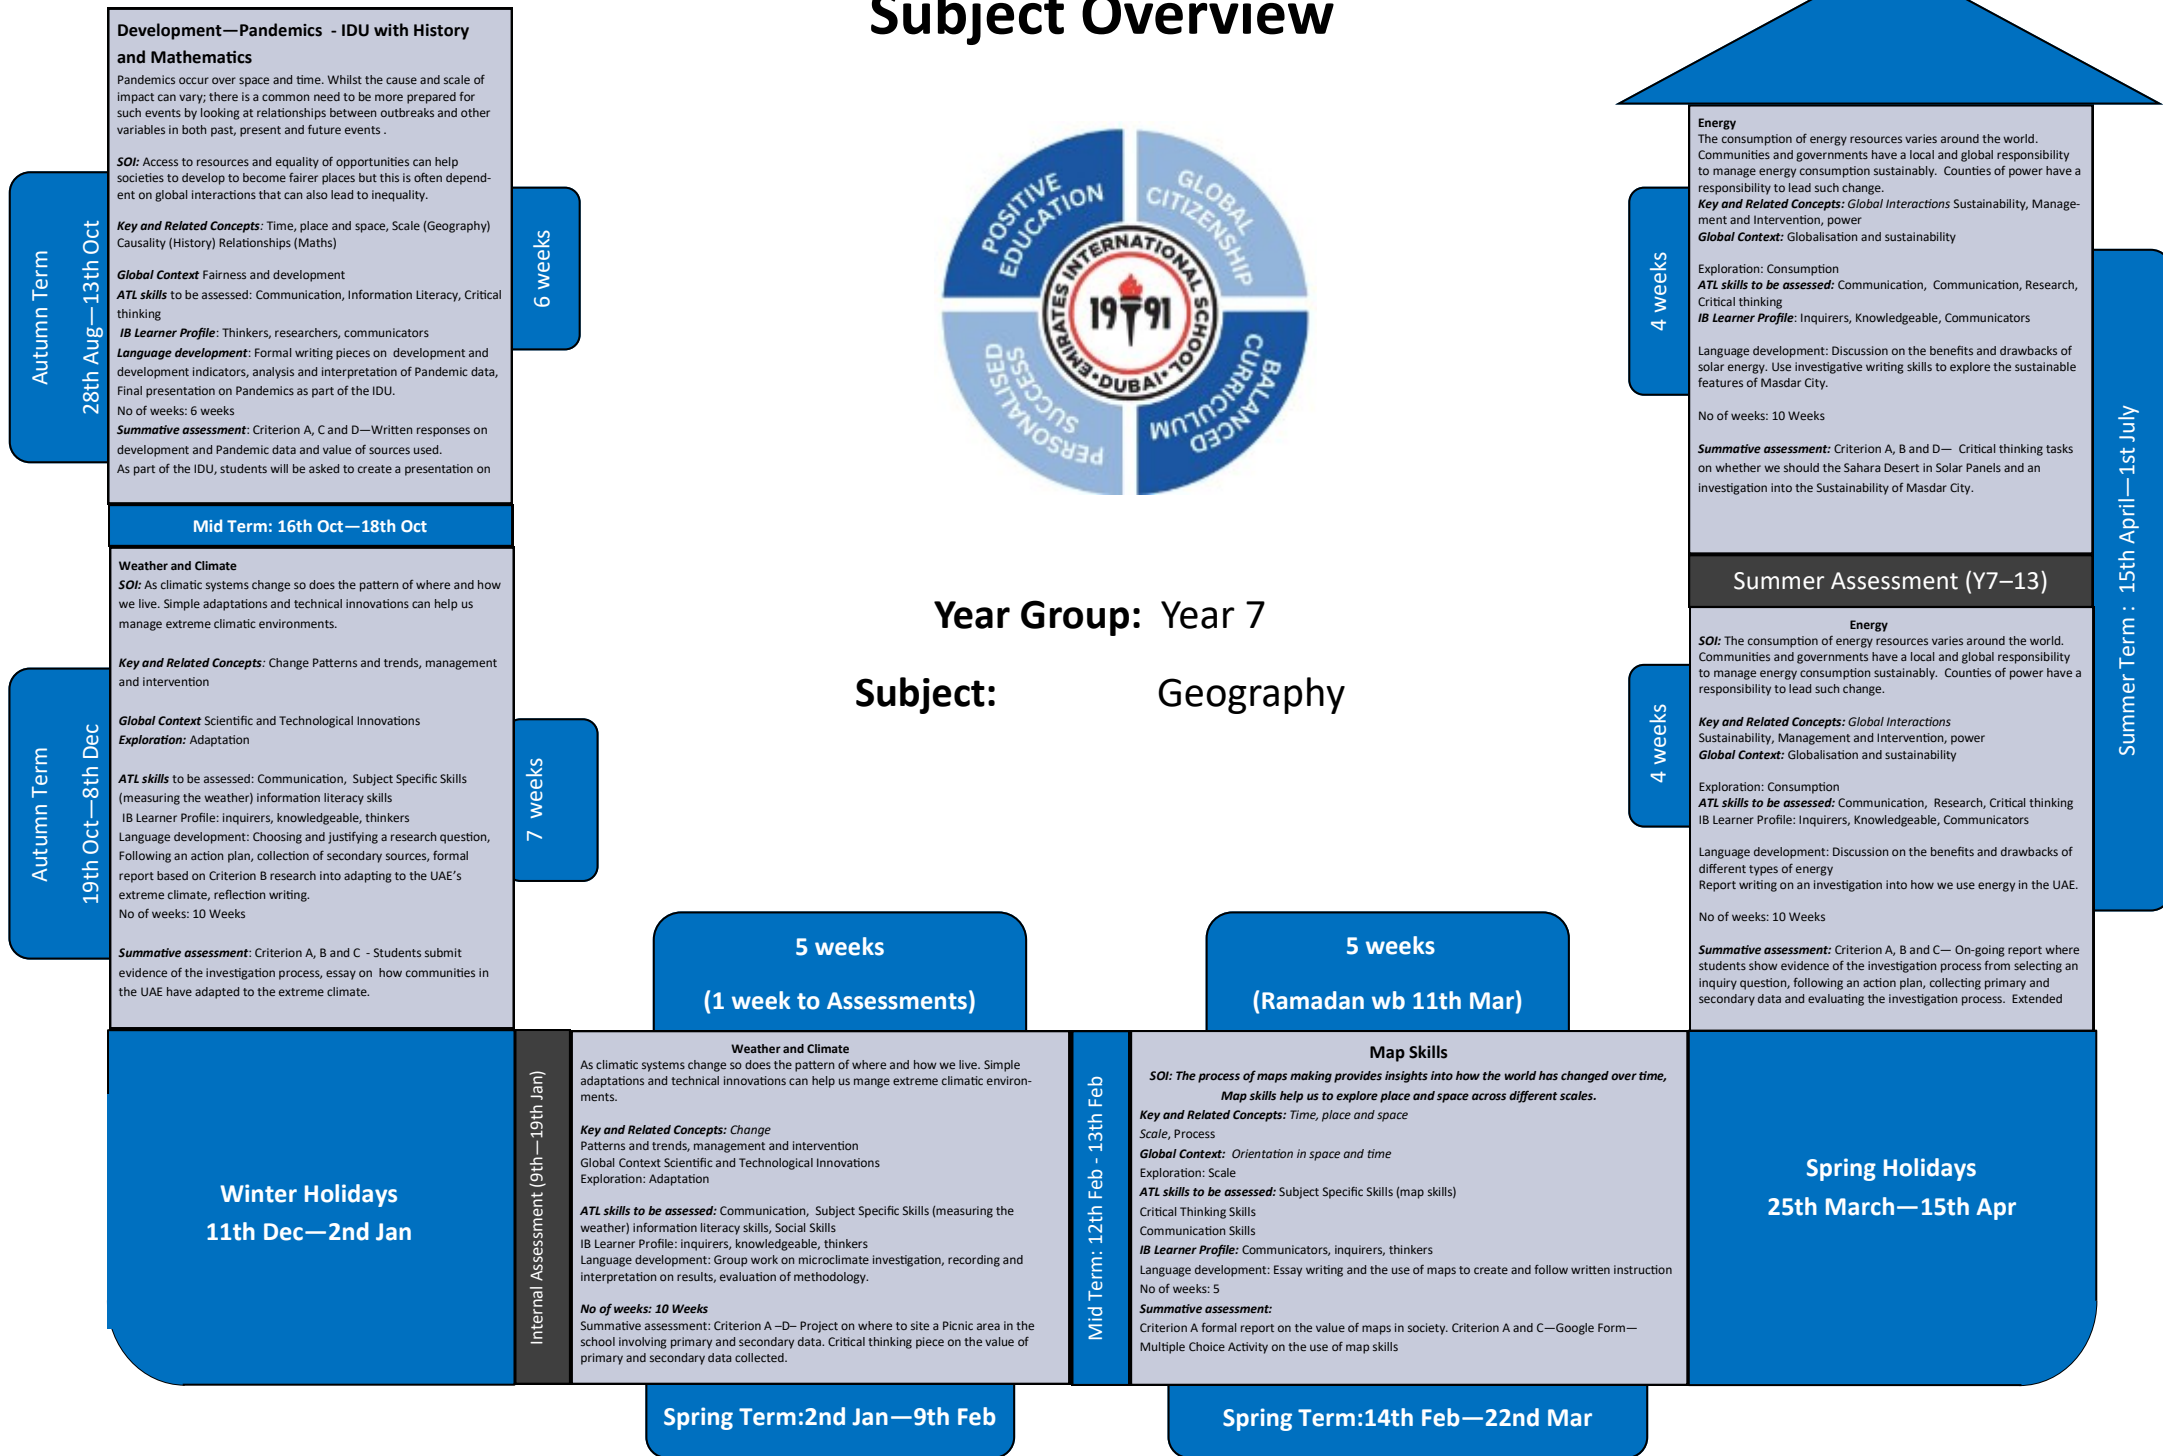 Subject Overview
Development—Pandemics - IDU with History
and Mathematics
Pandemics occur over space and time. Whilst the cause and scale of
impact can vary; there is a common need to be more prepared for
such events by looking at relationships between outbreaks and other
variables in both past, present and future events .
SOI: Access to resources and equality of opportunities can help
societies to develop to become fairer places but this is often depend-
ent on global interactions that can also lead to inequality.
Key and Related Concepts: Time, place and space, Scale (Geography)
Causality (History) Relationships (Maths)
Global Context Fairness and development
ATL skills to be assessed: Communication, Information Literacy, Critical
thinking
IB Learner Profile: Thinkers, researchers, communicators
Language development: Formal writing pieces on development and
development indicators, analysis and interpretation of Pandemic data,
Final presentation on Pandemics as part of the IDU.
No of weeks: 6 weeks
Summative assessment: Criterion A, C and D—Written responses on
development and Pandemic data and value of sources used.
As part of the IDU, students will be asked to create a presentation on
Autumn Term
28th Aug—13th Oct
6 weeks
Mid Term: 16th Oct—18th Oct
Weather and Climate
SOI: As climatic systems change so does the pattern of where and how
we live. Simple adaptations and technical innovations can help us
manage extreme climatic environments.
Key and Related Concepts: Change Patterns and trends, management
and intervention
Global Context Scientific and Technological Innovations
Exploration: Adaptation
ATL skills to be assessed: Communication, Subject Specific Skills
(measuring the weather) information literacy skills
IB Learner Profile: inquirers, knowledgeable, thinkers
Language development: Choosing and justifying a research question,
Following an action plan, collection of secondary sources, formal
report based on Criterion B research into adapting to the UAE's
extreme climate, reflection writing.
No of weeks: 10 Weeks
Summative assessment: Criterion A, B and C - Students submit
evidence of the investigation process, essay on how communities in
the UAE have adapted to the extreme climate.
Autumn Term
19th Oct—8th Dec
7 weeks
Winter Holidays
11th Dec—2nd Jan
Internal Assessment (9th—19th Jan)
5 weeks
(1 week to Assessments)
Weather and Climate
As climatic systems change so does the pattern of where and how we live. Simple
adaptations and technical innovations can help us mange extreme climatic environ-
ments.
Key and Related Concepts: Change
Patterns and trends, management and intervention
Global Context Scientific and Technological Innovations
Exploration: Adaptation
ATL skills to be assessed: Communication, Subject Specific Skills (measuring the
weather) information literacy skills, Social Skills
IB Learner Profile: inquirers, knowledgeable, thinkers
Language development: Group work on microclimate investigation, recording and
interpretation on results, evaluation of methodology.
No of weeks: 10 Weeks
Summative assessment: Criterion A –D– Project on where to site a Picnic area in the
school involving primary and secondary data. Critical thinking piece on the value of
primary and secondary data collected.
Spring Term:2nd Jan—9th Feb
Mid Term: 12th Feb - 13th Feb
5 weeks
(Ramadan wb 11th Mar)
Map Skills
SOI: The process of maps making provides insights into how the world has changed over time,
Map skills help us to explore place and space across different scales.
Key and Related Concepts: Time, place and space
Scale, Process
Global Context: Orientation in space and time
Exploration: Scale
ATL skills to be assessed: Subject Specific Skills (map skills)
Critical Thinking Skills
Communication Skills
IB Learner Profile: Communicators, inquirers, thinkers
Language development: Essay writing and the use of maps to create and follow written instruction
No of weeks: 5
Summative assessment:
Criterion A formal report on the value of maps in society. Criterion A and C—Google Form—
Multiple Choice Activity on the use of map skills
Spring Term:14th Feb—22nd Mar
Spring Holidays
25th March—15th Apr
Energy
SOI: The consumption of energy resources varies around the world.
Communities and governments have a local and global responsibility
to manage energy consumption sustainably. Counties of power have a
responsibility to lead such change.
Key and Related Concepts: Global Interactions
Sustainability, Management and Intervention, power
Global Context: Globalisation and sustainability
Exploration: Consumption
ATL skills to be assessed: Communication, Research, Critical thinking
IB Learner Profile: Inquirers, Knowledgeable, Communicators
Language development: Discussion on the benefits and drawbacks of
different types of energy
Report writing on an investigation into how we use energy in the UAE.
No of weeks: 10 Weeks
Summative assessment: Criterion A, B and C— On-going report where
students show evidence of the investigation process from selecting an
inquiry question, following an action plan, collecting primary and
secondary data and evaluating the investigation process. Extended
4 weeks
Summer Assessment (Y7–13)
Energy
The consumption of energy resources varies around the world.
Communities and governments have a local and global responsibility
to manage energy consumption sustainably. Counties of power have a
responsibility to lead such change.
Key and Related Concepts: Global Interactions Sustainability, Manage-
ment and Intervention, power
Global Context: Globalisation and sustainability
Exploration: Consumption
ATL skills to be assessed: Communication, Communication, Research,
Critical thinking
IB Learner Profile: Inquirers, Knowledgeable, Communicators
Language development: Discussion on the benefits and drawbacks of
solar energy. Use investigative writing skills to explore the sustainable
features of Masdar City.
No of weeks: 10 Weeks
Summative assessment: Criterion A, B and D— Critical thinking tasks
on whether we should the Sahara Desert in Solar Panels and an
investigation into the Sustainability of Masdar City.
4 weeks
Summer Term : 15th April—1st July
POSITIVE
EDUCATION
GLOBAL
CITIZENSHIP
PERSONALISED
SUCCESS
BALANCED
CURRICULUM
EMIRATES INTERNATIONAL SCHOOL
•DUBAI•
1991
Year Group: Year 7
Subject: Geography